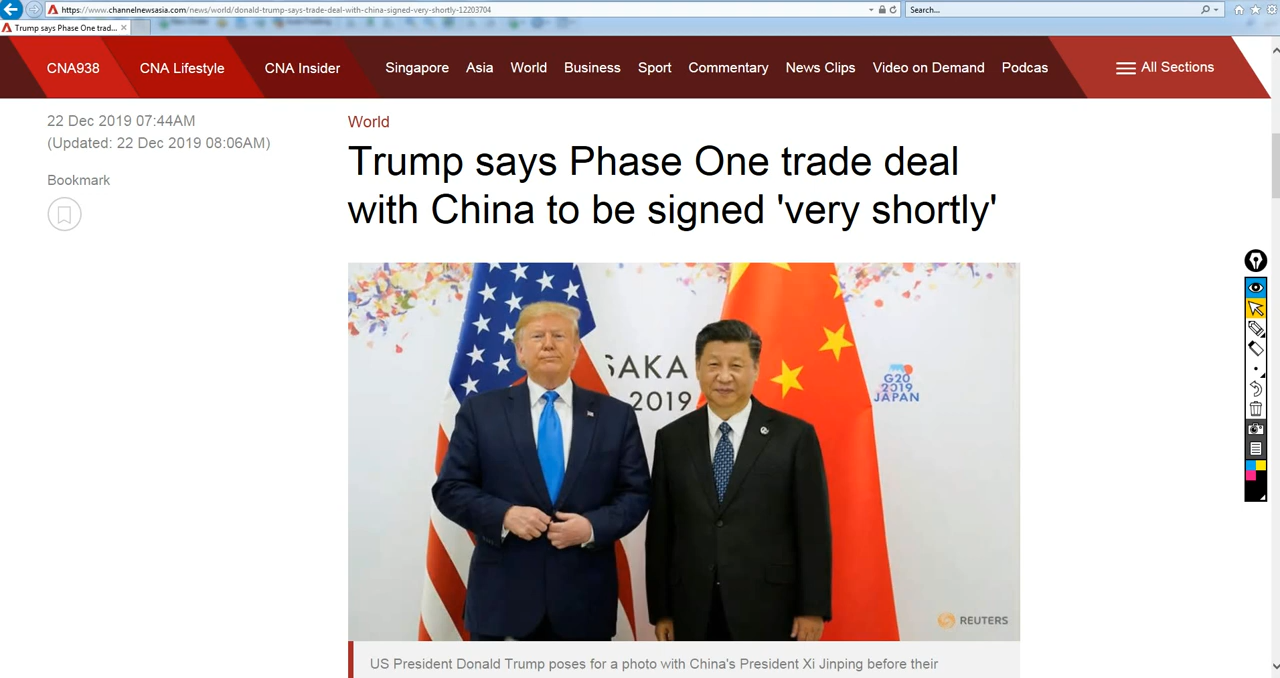 https://www.channelnewsasia.com/news/world/donald-trump-says-trade-deal-with-china-signed-very-shortly-12203704
Search...
Trump says Phase One trad...
CNA938
CNA Lifestyle
CNA Insider
Singapore
Asia
World
Business
Sport
Commentary
News Clips
Video on Demand
Podcas
All Sections
22 Dec 2019 07:44AM
(Updated: 22 Dec 2019 08:06AM)
Bookmark
World
Trump says Phase One trade deal
with China to be signed 'very shortly'
SAKA
2019
G20
2019
JAPAN
REUTERS
US President Donald Trump poses for a photo with China's President Xi Jinping before their